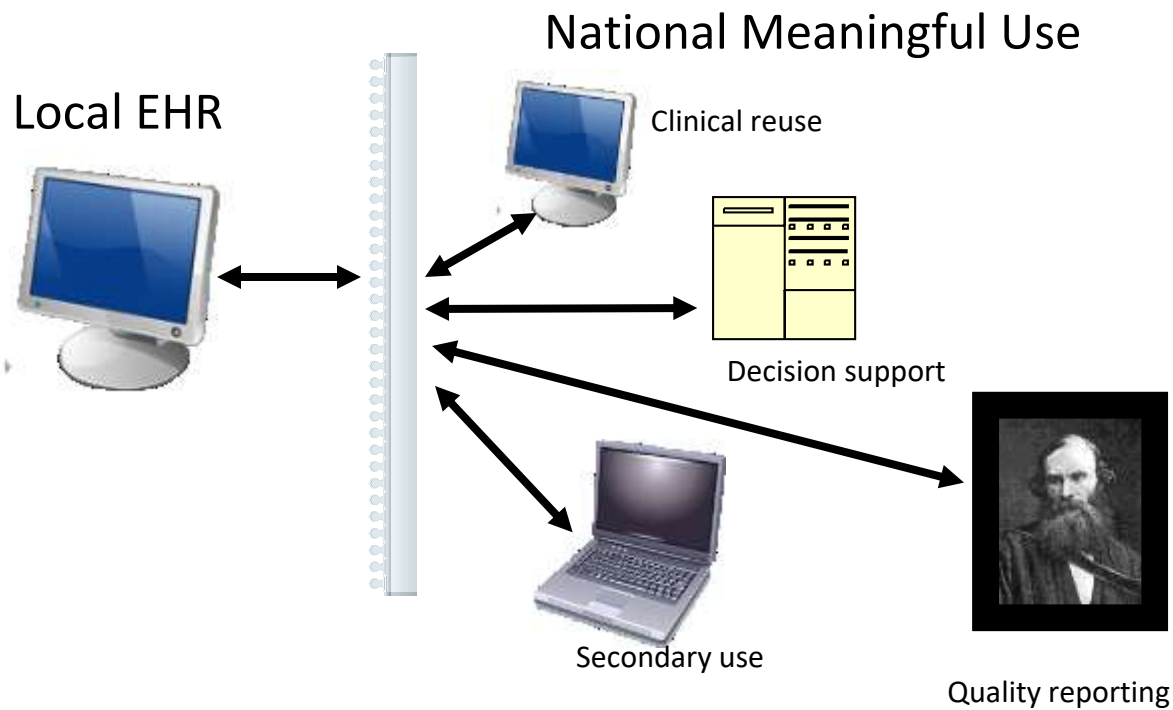 National Meaningful Use
Local EHR
Clinical reuse
Decision support
Secondary use
Quality reporting